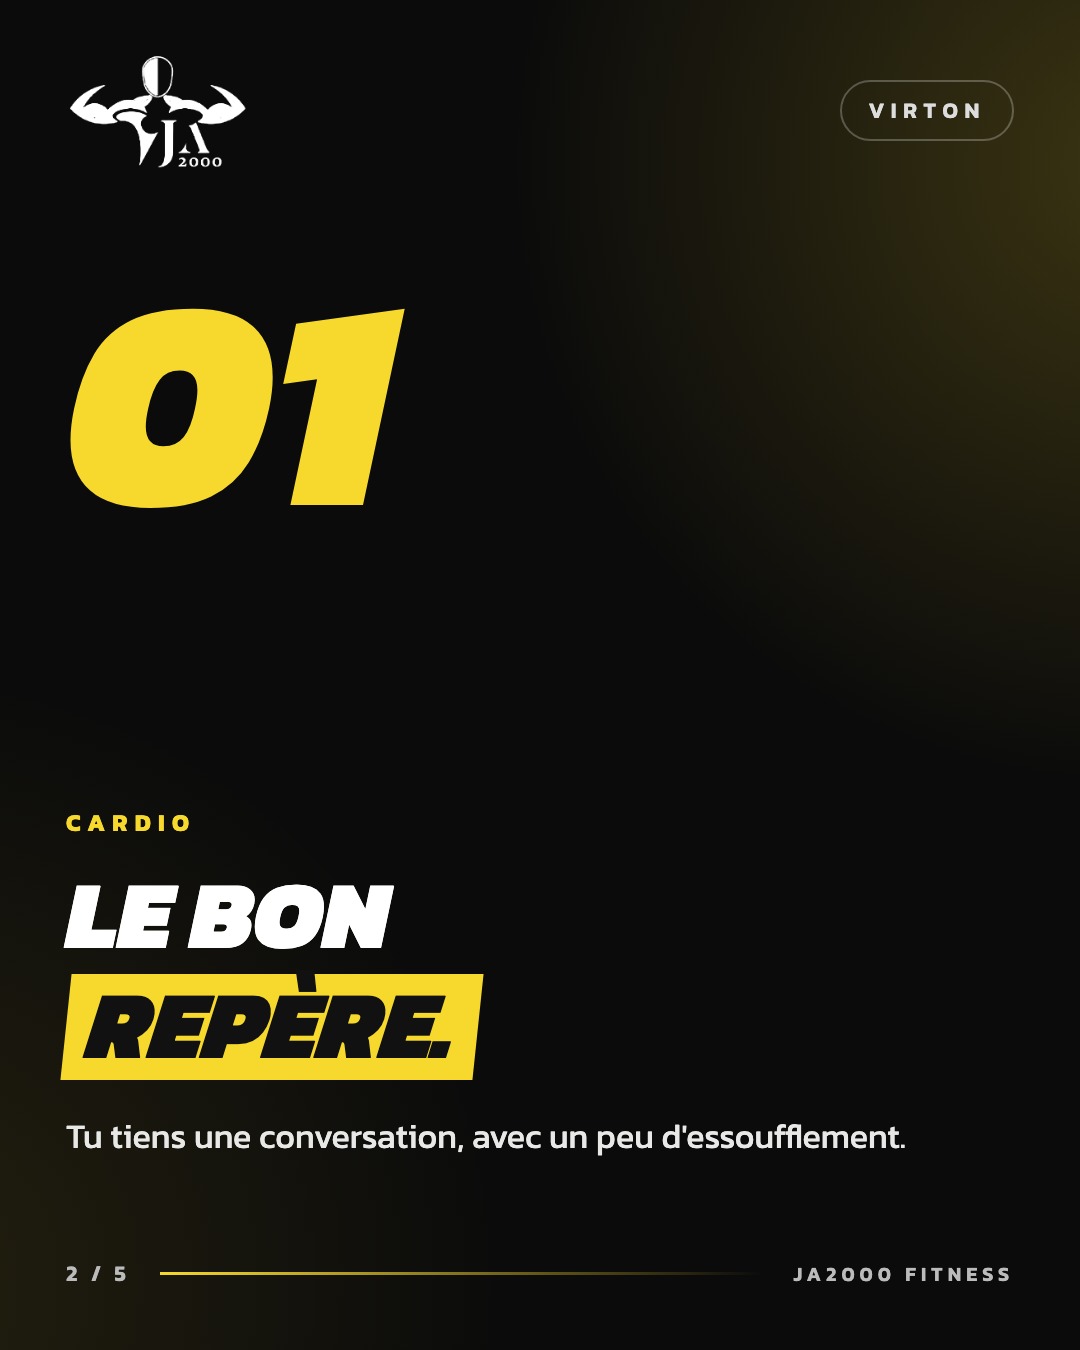 JA
2000
VIRTON
01
CARDIO
LE BON
REPÈRE.
Tu tiens une conversation, avec un peu d'essoufflement.
2 / 5
JA2000 FITNESS